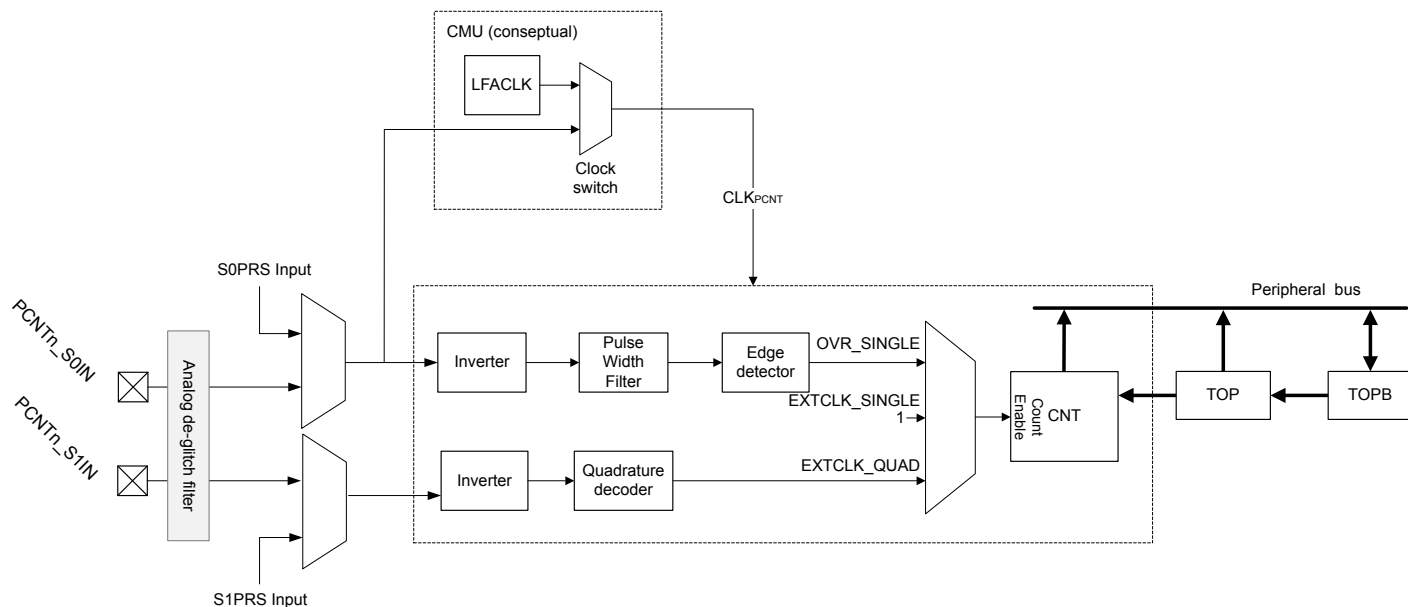 CMU (conseptual)
LFACLK
Clock
switch
CLKPCNT
S0PRS Input
PCNTn_S0IN
PCNTn_S1IN
Analog de-glitch filter
S1PRS Input
Inverter
Pulse
Width
Filter
Edge
detector
OVR_SINGLE
EXTCLK_SINGLE
1
Inverter
Quadrature
decoder
EXTCLK_QUAD
Count
Enable
CNT
Peripheral bus
TOP
TOPB